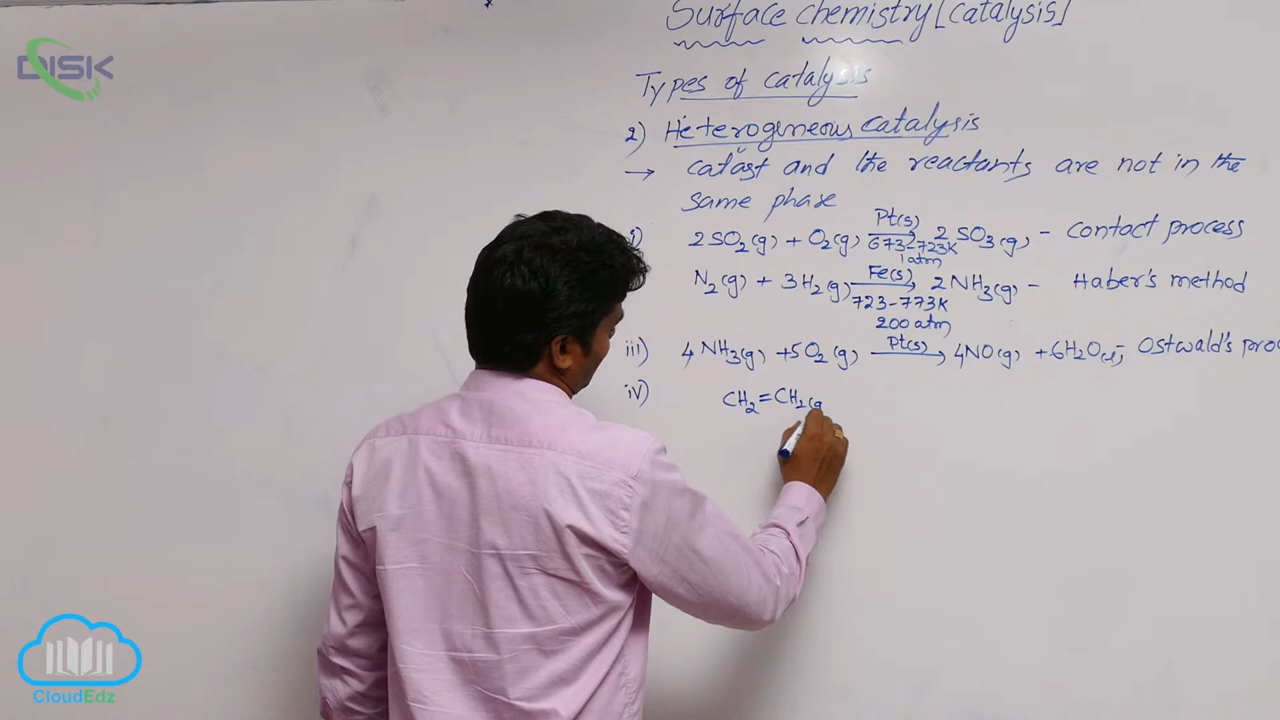 DISK
Surface chemistry [catalysis]
Types of catalysis
2) Heterogeneous catalysis
→ catalyst and the reactants are not in the
same phase
i) 2SO₂(g) + O₂(g) Pt(s) → 673-723K 1atm 2SO₃(g) - contact process
N₂(g) + 3H₂(g) Fe(s) → 723-773K 200 atm 2NH₃(g) - Haber's method
iii) 4NH₃(g) + 5O₂(g) Pt(s) → 4NO(g) + 6H₂O(l) - Ostwald's proc
iv) CH₂=CH₂(g
CloudEdz